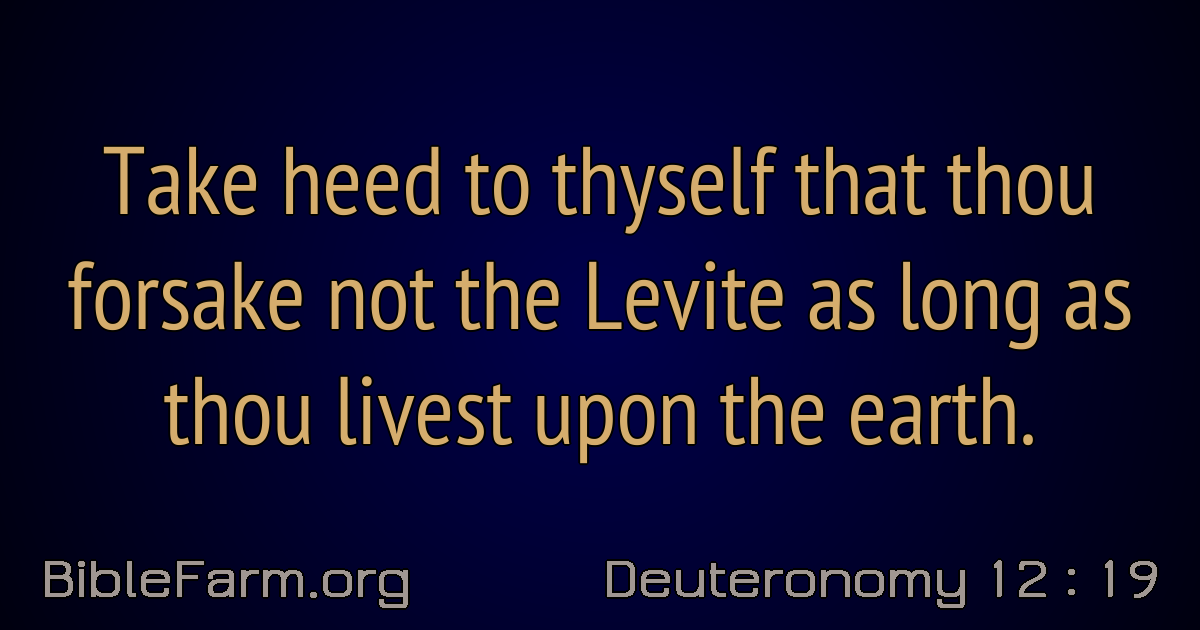 Take heed to thyself that thou
forsake not the Levite as long as
thou livest upon the earth.
BibleFarm.org
Deuteronomy 12 : 19